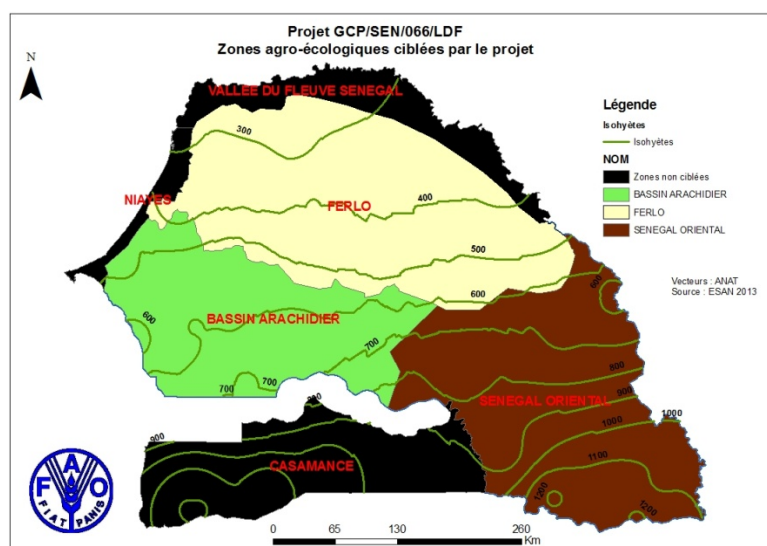 Projet GCP/SEN/066/LDF
Zones agro-écologiques ciblées par le projet
N
VALLEE DU FLEUVE SENEGAL
300
Légende
Isohyètes
Isohyètes
NOM
Zones non ciblées
BASSIN ARACHIDIER
FERLO
SENEGAL ORIENTAL
NIAYES
FERLO
400
500
600
Vecteurs : ANAT
Source : ESAN 2013
600
600
BASSIN ARACHIDIER
700
700
700
800
SENEGAL ORIENTAL
900
1000
1000
1100
1200
1200
900
CASAMANCE
F A O
FIAT PANIS
0 65 130 260
Km